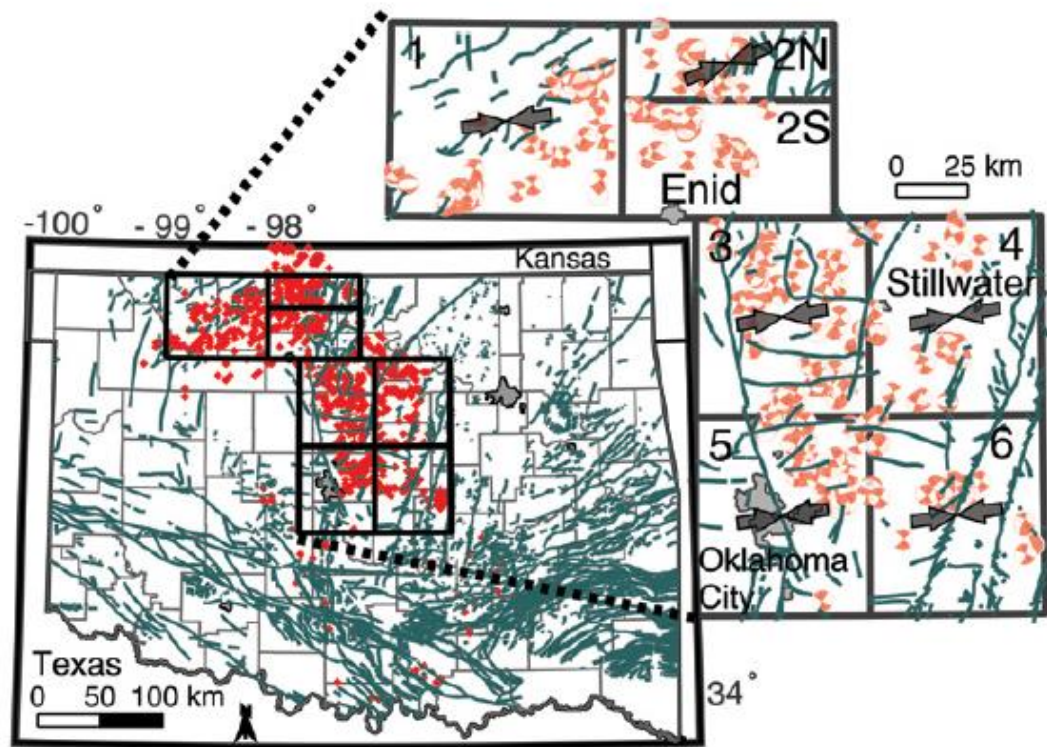 1
2N
2S
0 25 km
Enid
-100° -99° -98°
3
4
Kansas
Stillwater
5
6
Oklahoma
City
Texas
0 50 100 km
34°
N